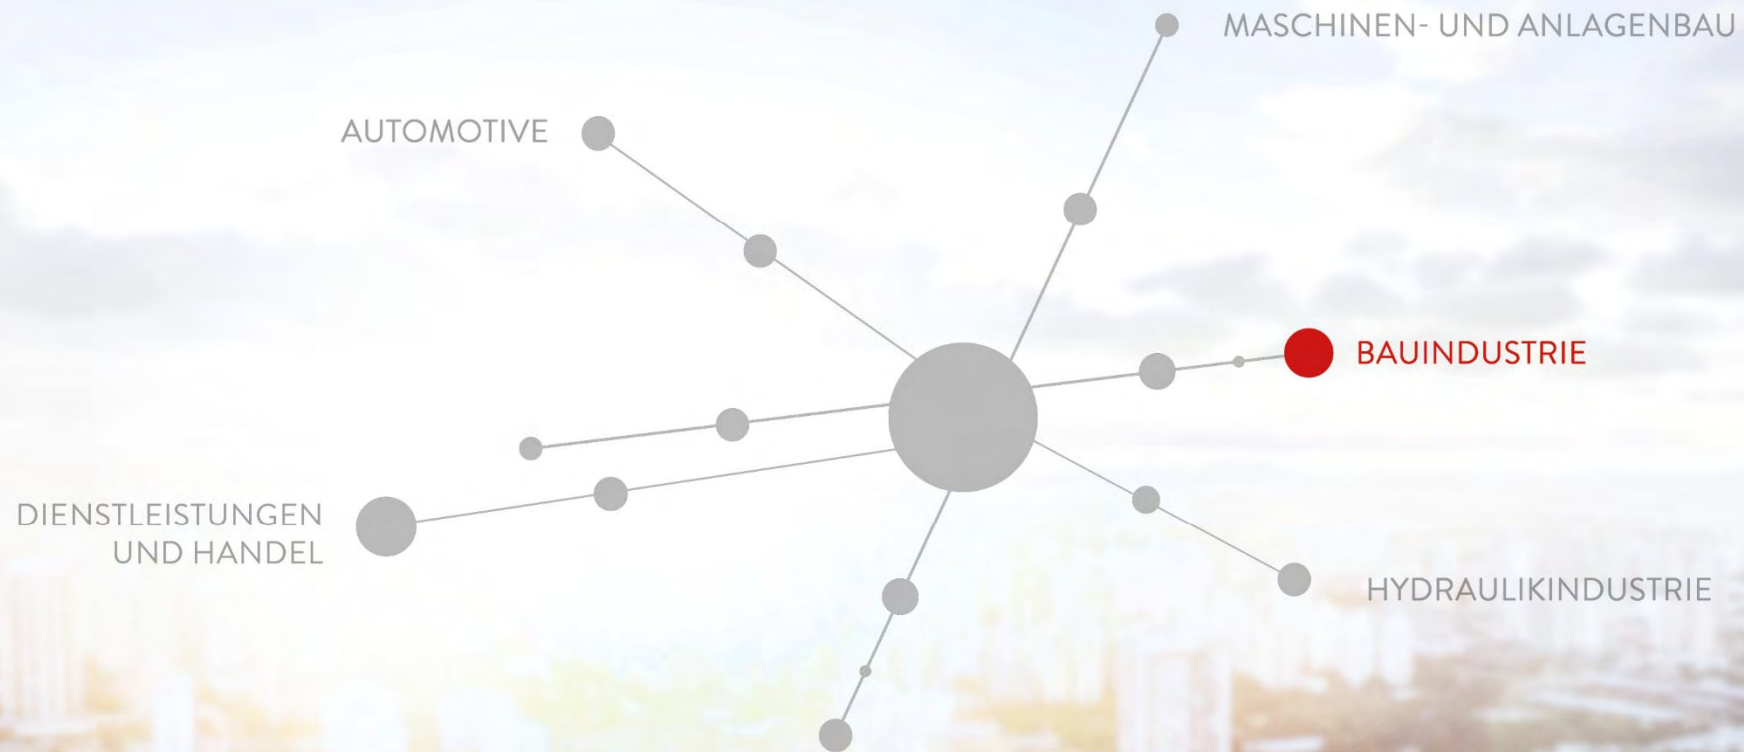 MASCHINEN- UND ANLAGENBAU
AUTOMOTIVE
BAUINDUSTRIE
DIENSTLEISTUNGEN
UND HANDEL
HYDRAULIKINDUSTRIE